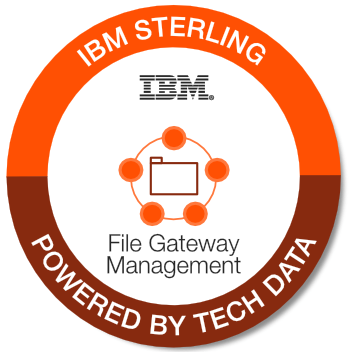 IBM STERLING
IBM®
File Gateway
Management
POWERED BY TECH DATA